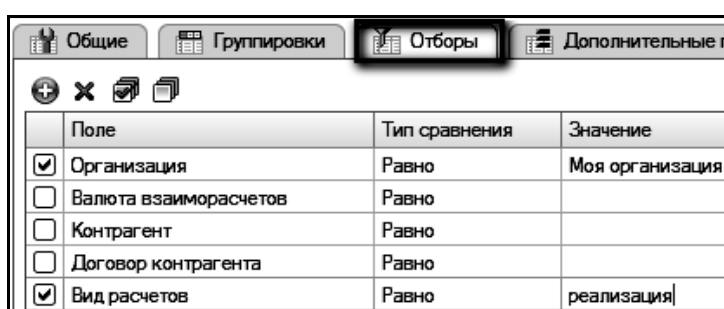 Общие Группировки Отборы Дополнительные
Поле Тип сравнения Значение
Организация Равно Моя организация
Валюта взаиморасчетов Равно
Контрагент Равно
Договор контрагента Равно
Вид расчетов Равно реализация